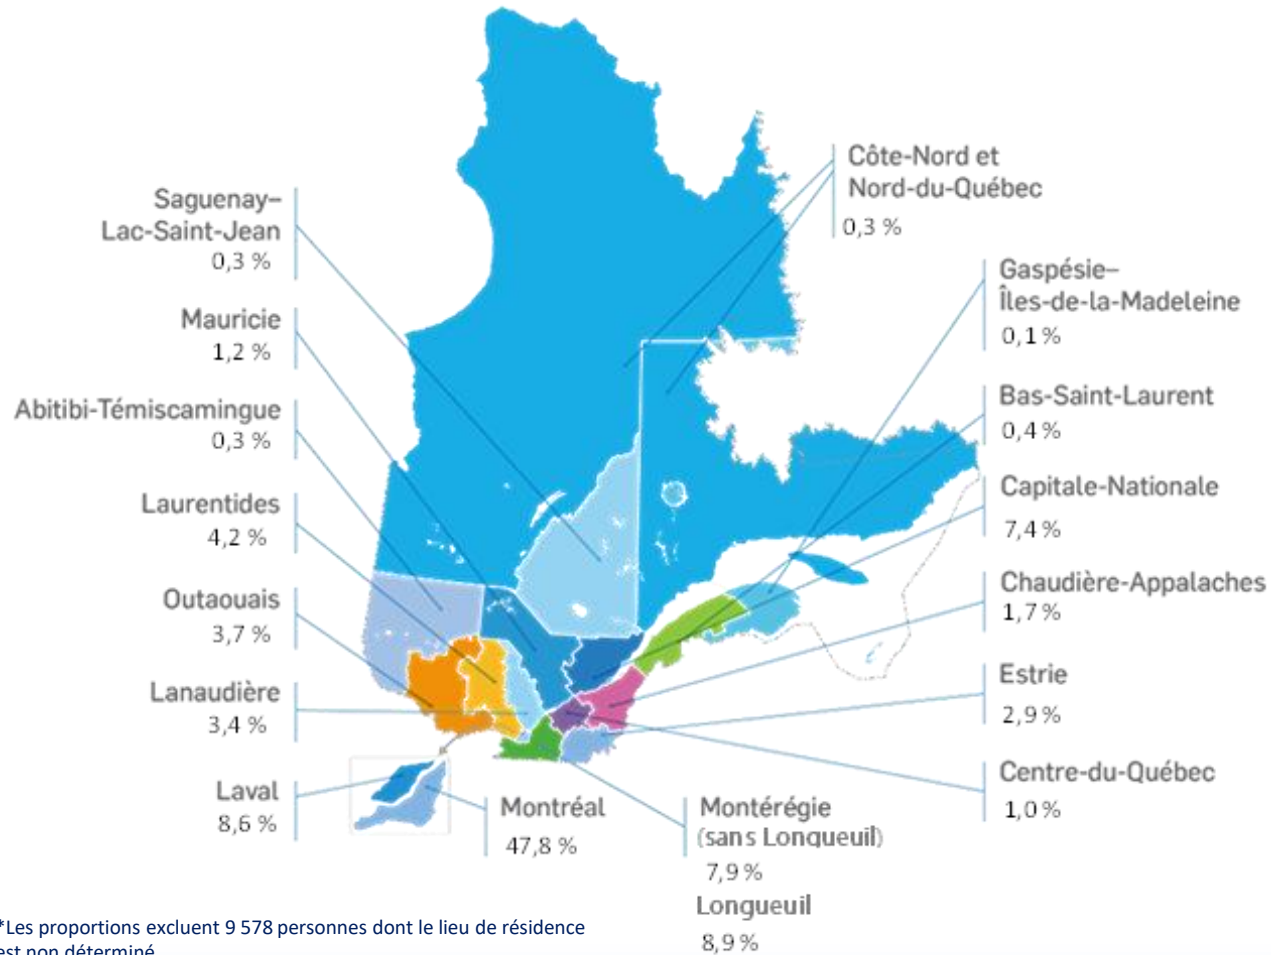 Saguenay–
Lac-Saint-Jean
0,3 %
Mauricie
1,2 %
Abitibi-Témiscamingue
0,3 %
Laurentides
4,2 %
Outaouais
3,7 %
Lanaudière
3,4 %
Laval
8,6 %
Montréal
47,8 %
Côte-Nord et
Nord-du-Québec
0,3 %
Gaspésie–
Îles-de-la-Madeleine
0,1 %
Bas-Saint-Laurent
0,4 %
Capitale-Nationale
7,4 %
Chaudière-Appalaches
1,7 %
Estrie
2,9 %
Centre-du-Québec
1,0 %
Montérégie
(sans Longueuil)
7,9 %
Longueuil
8,9 %
*Les proportions excluent 9 578 personnes dont le lieu de résidence
est non déterminé